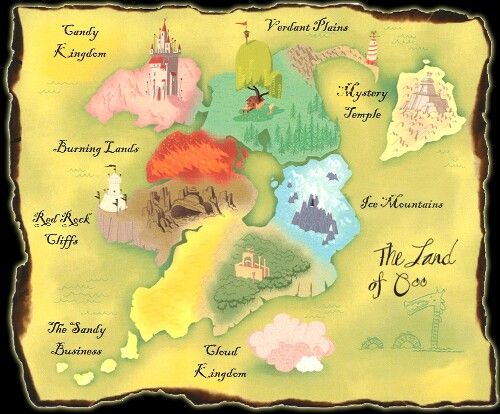 Candy
Kingdom
Verdant Plains
Mystery
Temple
Burning Lands
Red Rock
Cliffs
Ice Mountains
The Land
of Ooo
The Sandy
Business
Cloud
Kingdom